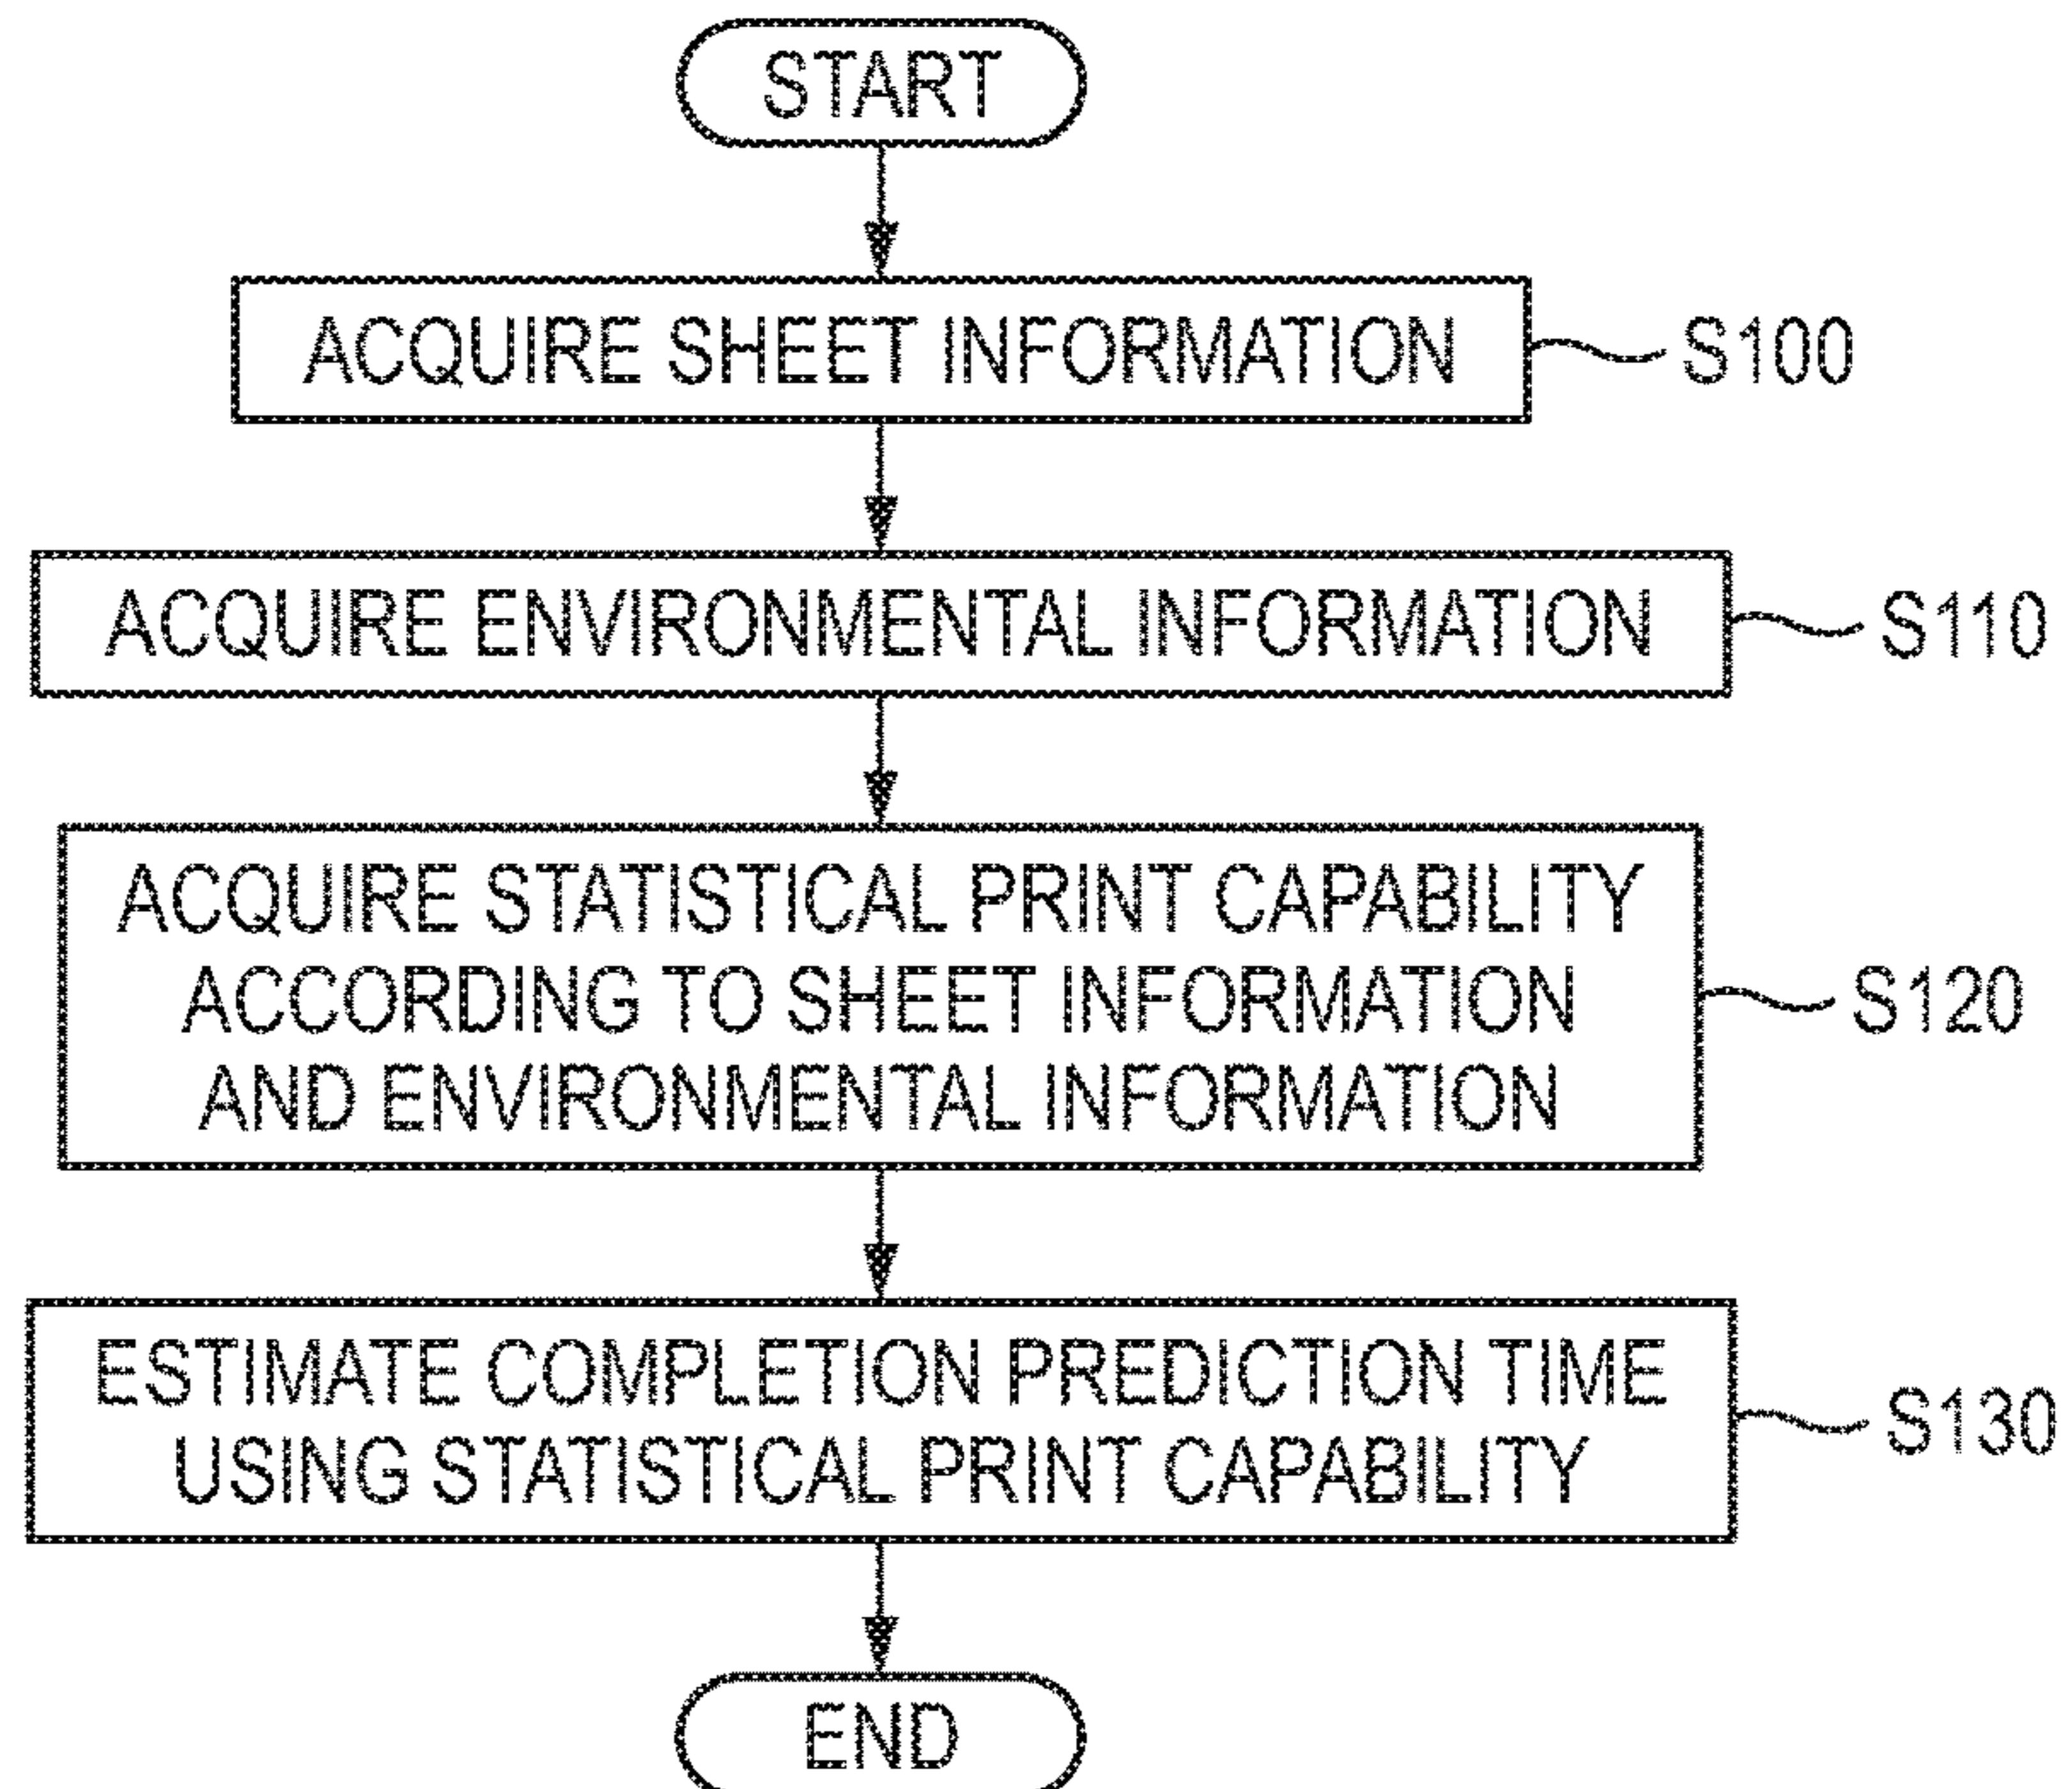 START
ACQUIRE SHEET INFORMATION
S100
ACQUIRE ENVIRONMENTAL INFORMATION
S110
ACQUIRE STATISTICAL PRINT CAPABILITY
ACCORDING TO SHEET INFORMATION
AND ENVIRONMENTAL INFORMATION
S120
ESTIMATE COMPLETION PREDICTION TIME
USING STATISTICAL PRINT CAPABILITY
S130
END